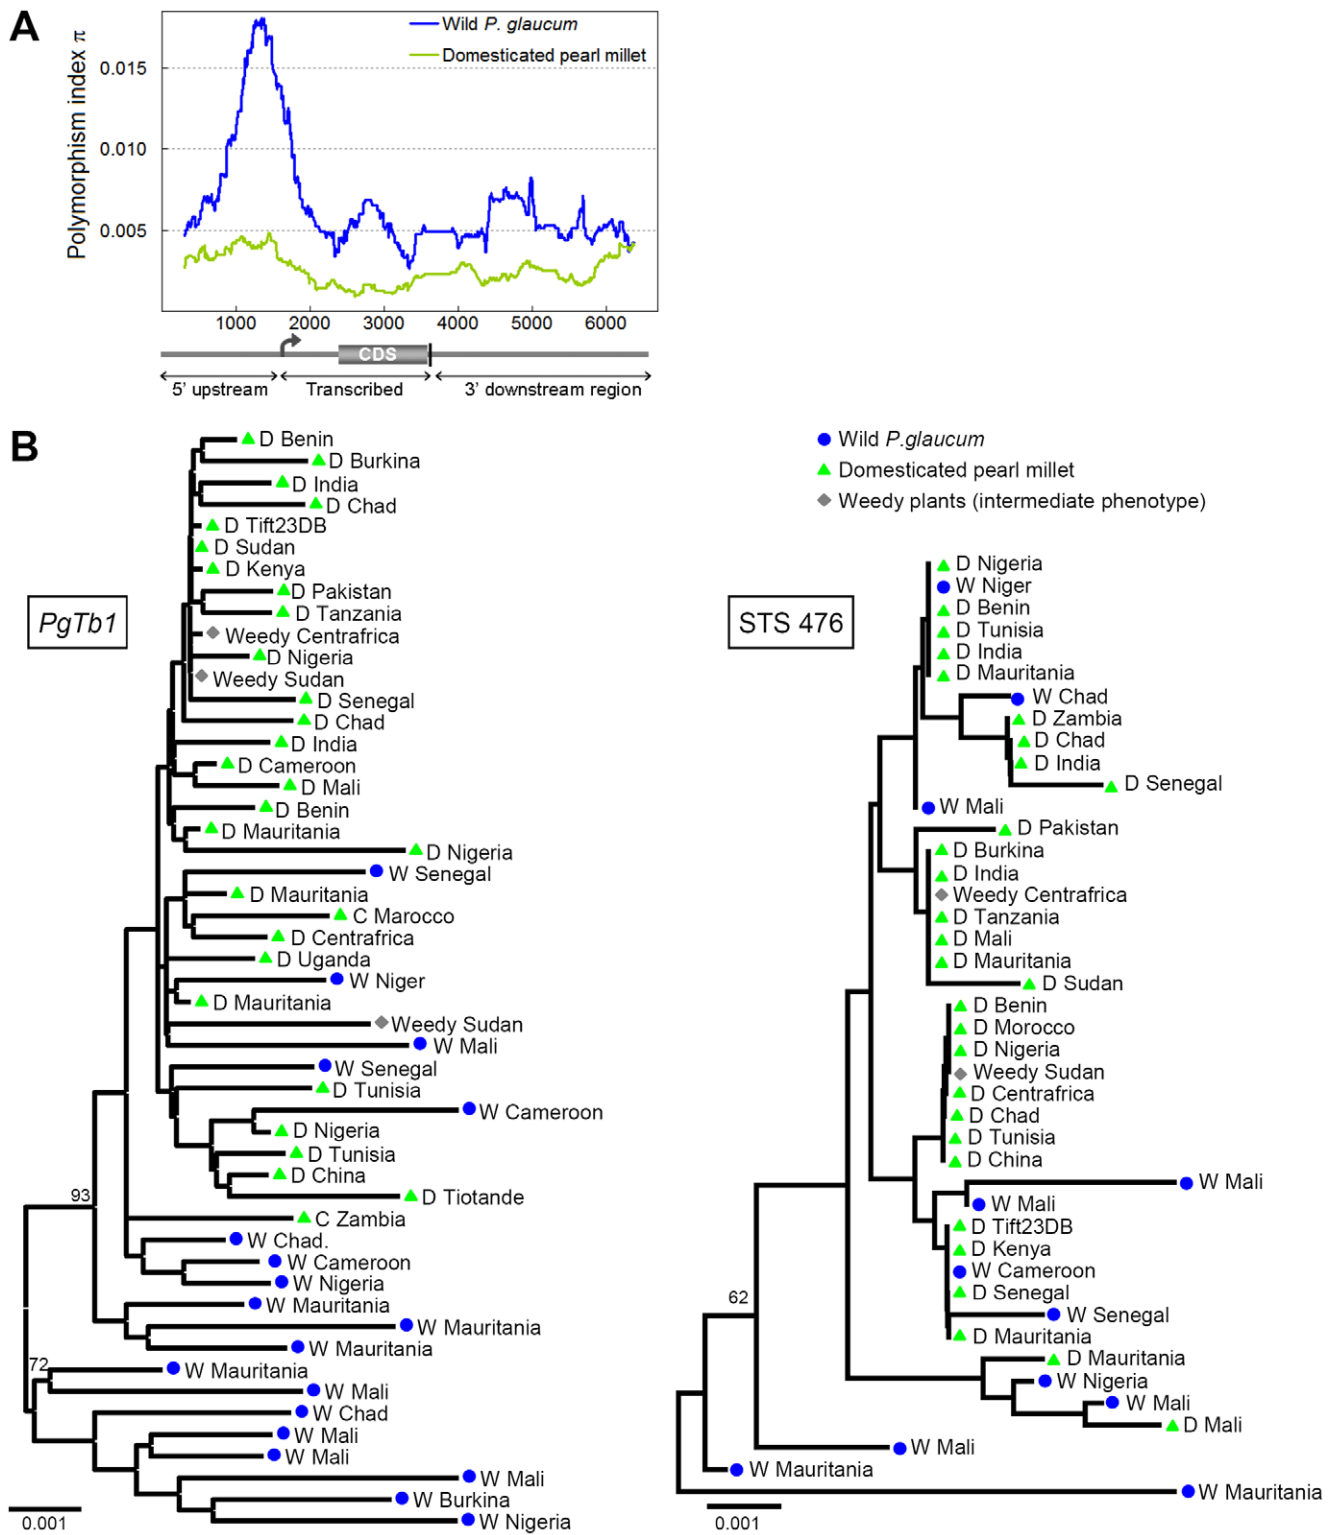 A
Polymorphism index π
Wild P. glaucum
Domesticated pearl millet
0.015
0.010
0.005
1000 2000 3000 4000 5000 6000
CDS
5' upstream Transcribed 3' downstream region
B
PgTb1
D Benin
D Burkina
D India
D Chad
D Tift23DB
D Sudan
D Kenya
D Pakistan
D Tanzania
Weedy Centrafrica
D Nigeria
Weedy Sudan
D Senegal
D Chad
D India
D Cameroon
D Mali
D Benin
D Mauritania
D Nigeria
W Senegal
D Mauritania
C Marocco
D Centrafrica
D Uganda
W Niger
D Mauritania
Weedy Sudan
W Mali
W Senegal
D Tunisia
W Cameroon
D Nigeria
D Tunisia
D China
D Tiotande
C Zambia
W Chad.
W Cameroon
W Nigeria
W Mauritania
W Mauritania
W Mauritania
W Mauritania
W Mali
W Chad
W Mali
W Mali
W Mali
W Burkina
W Nigeria
93
72
0.001
Wild P.glaucum
Domesticated pearl millet
Weedy plants (intermediate phenotype)
STS 476
D Nigeria
W Niger
D Benin
D Tunisia
D India
D Mauritania
W Chad
D Zambia
D Chad
D India
D Senegal
W Mali
D Pakistan
D Burkina
D India
Weedy Centrafrica
D Tanzania
D Mali
D Mauritania
D Sudan
D Benin
D Morocco
D Nigeria
Weedy Sudan
D Centrafrica
D Chad
D Tunisia
D China
W Mali
W Mali
D Tift23DB
D Kenya
W Cameroon
D Senegal
W Senegal
D Mauritania
D Mauritania
W Nigeria
W Mali
D Mali
W Mali
W Mauritania
W Mauritania
62
0.001